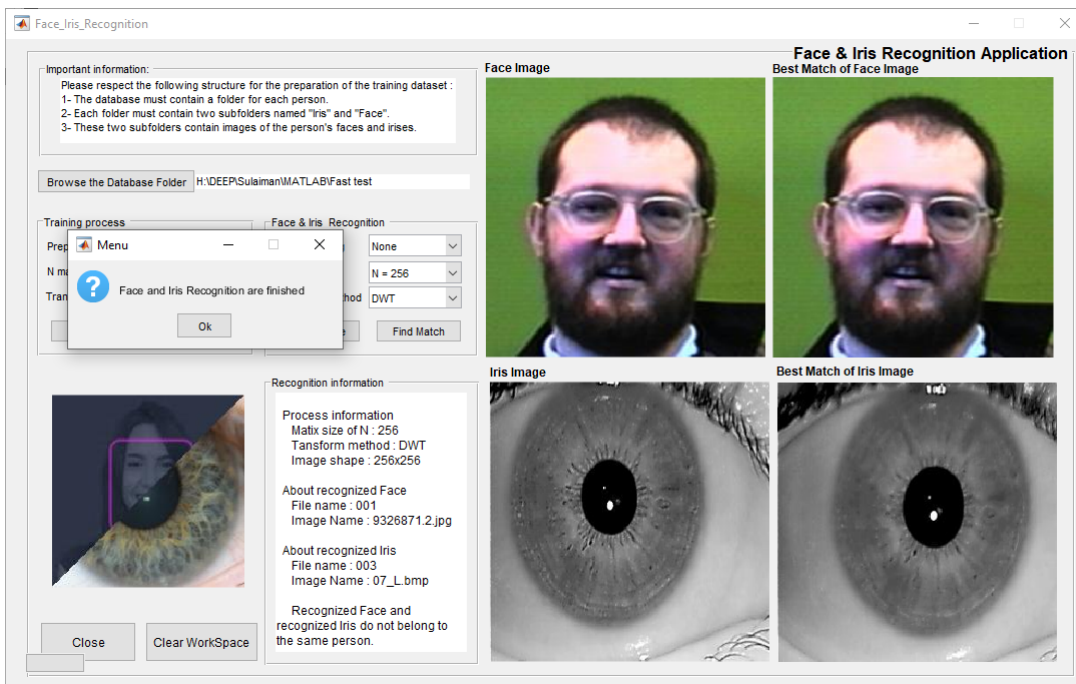 Face_Iris_Recognition
Face & Iris Recognition Application
Important information:
Please respect the following structure for the preparation of the training dataset :
1- The database must contain a folder for each person.
2- Each folder must contain two subfolders named "Iris" and "Face".
3- These two subfolders contain images of the person's faces and irises.
Browse the Database Folder H:\DEEP\Sulaiman\MATLAB\Fast test
Training process
Face & Iris Recognition
None
N = 256
DWT
Find Match
Menu
Face and Iris Recognition are finished
Ok
Face Image
Best Match of Face Image
Iris Image
Best Match of Iris Image
Recognition information
Process information
Matix size of N : 256
Transform method : DWT
Image shape : 256x256
About recognized Face
File name : 001
Image Name : 9326871.2.jpg
About recognized Iris
File name : 003
Image Name : 07_L.bmp
Recognized Face and
recognized Iris do not belong to
the same person.
Close
Clear WorkSpace